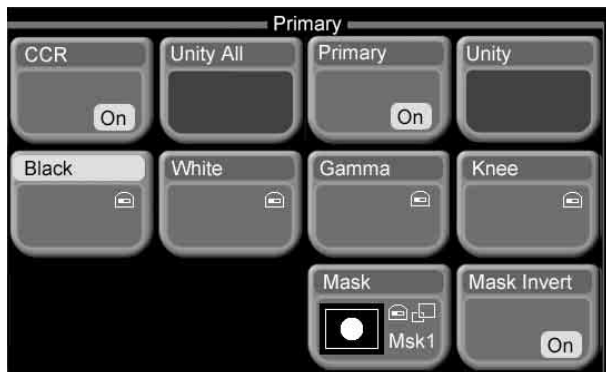 Primary
CCR
Unity All
Primary
Unity
On
On
Black
White
Gamma
Knee
Mask
Mask Invert
Msk1
On